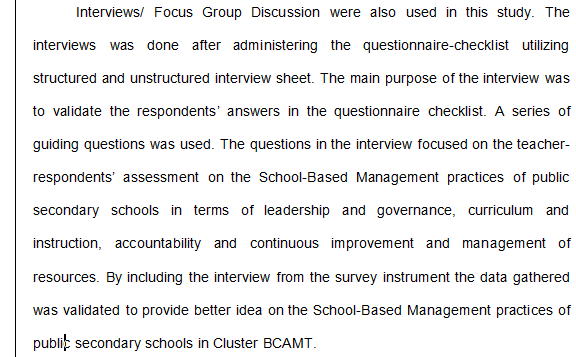 Interviews/ Focus Group Discussion were also used in this study. The
interviews was done after administering the questionnaire-checklist utilizing
structured and unstructured interview sheet. The main purpose of the interview was
to validate the respondents’ answers in the questionnaire checklist. A series of
guiding questions was used. The questions in the interview focused on the teacher-
respondents’ assessment on the School-Based Management practices of public
secondary schools in terms of leadership and governance, curriculum and
instruction, accountability and continuous improvement and management of
resources. By including the interview from the survey instrument the data gathered
was validated to provide better idea on the School-Based Management practices of
public secondary schools in Cluster BCAMT.